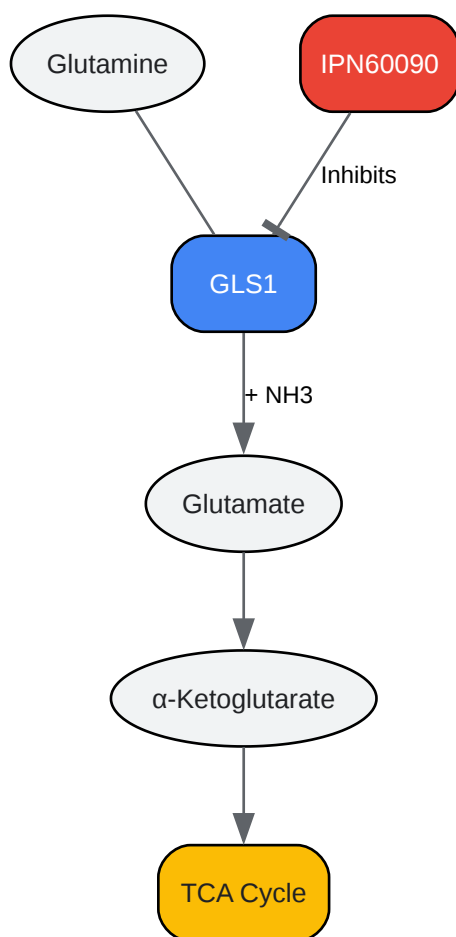 Glutamine
IPN60090
Inhibits
GLS1
+ NH3
Glutamate
α-Ketoglutarate
TCA Cycle